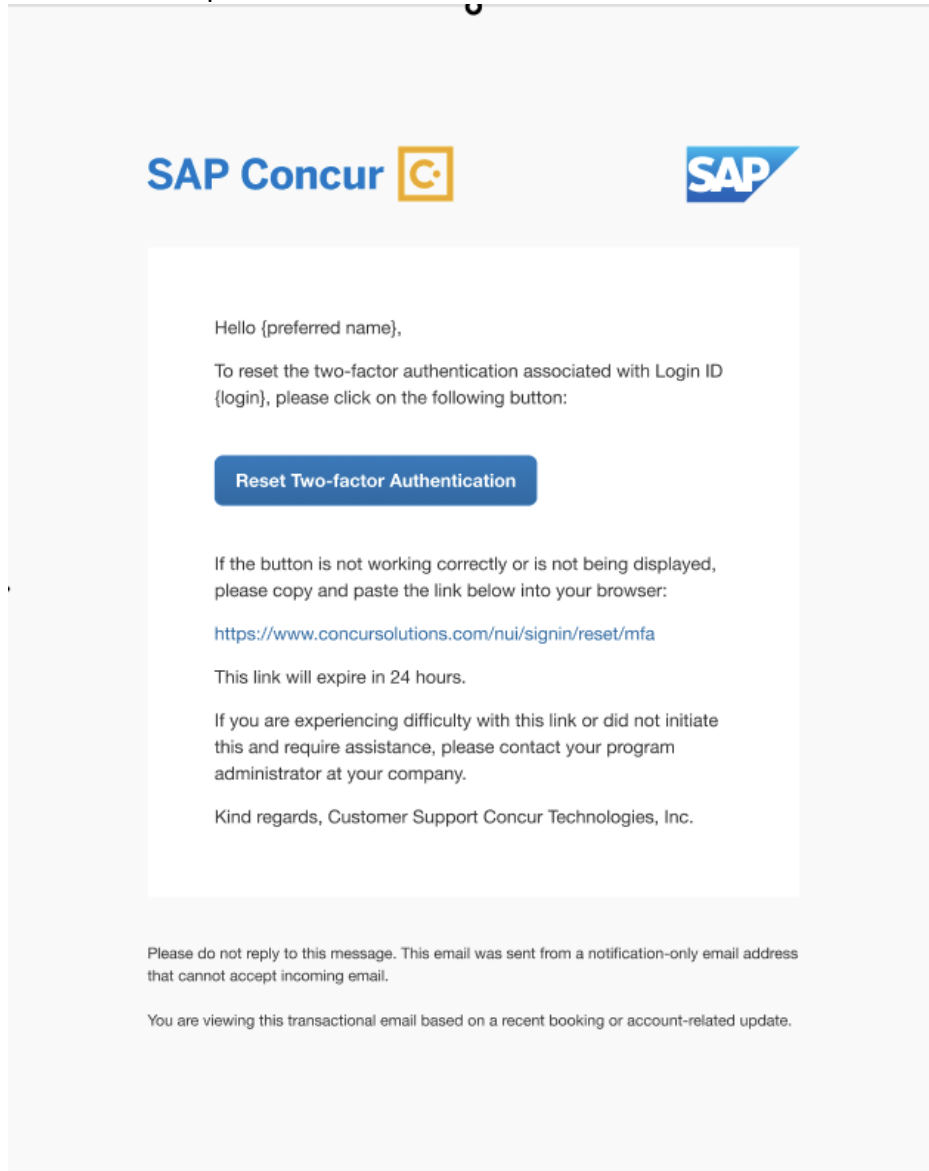 SAP Concur C
SAP
Hello {preferred name},
To reset the two-factor authentication associated with Login ID
{login}, please click on the following button:
Reset Two-factor Authentication
If the button is not working correctly or is not being displayed,
please copy and paste the link below into your browser:
https://www.concursolutions.com/nui/signin/reset/mfa
This link will expire in 24 hours.
If you are experiencing difficulty with this link or did not initiate
this and require assistance, please contact your program
administrator at your company.
Kind regards, Customer Support Concur Technologies, Inc.
Please do not reply to this message. This email was sent from a notification-only email address
that cannot accept incoming email.
You are viewing this transactional email based on a recent booking or account-related update.